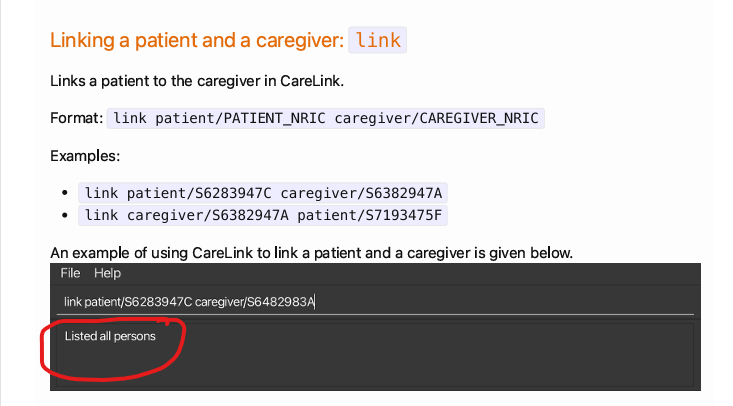 Linking a patient and a caregiver: link
Links a patient to the caregiver in CareLink.
Format: link patient/PATIENT_NRIC caregiver/CAREGIVER_NRIC
Examples:
• link patient/S6283947C caregiver/S6382947A
• link caregiver/S6382947A patient/S7193475F
An example of using CareLink to link a patient and a caregiver is given below.
File Help
link patient/S6283947C caregiver/S6482983A
Listed all persons